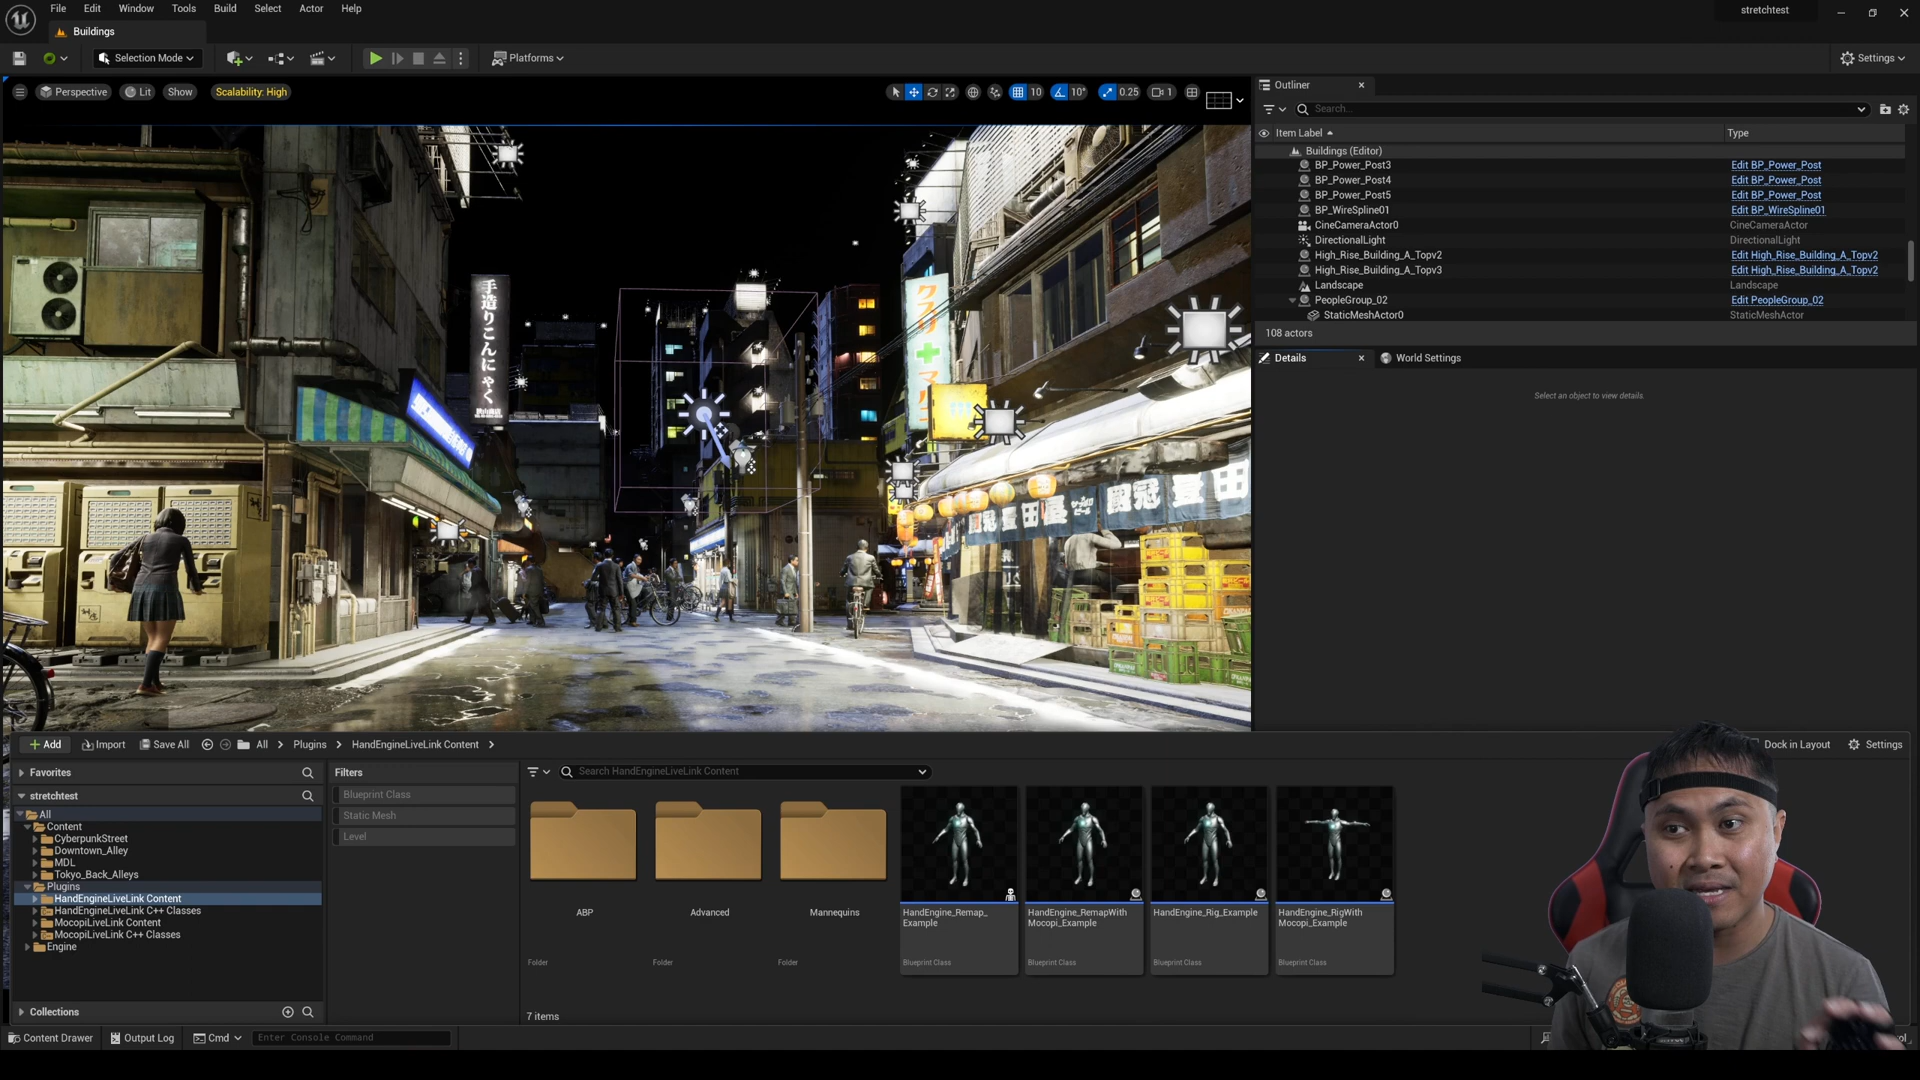 File Edit Window Tools Build Select Actor Help
stretchtest
Buildings
Selection Mode
Platforms
Settings
Perspective Lit Show Scalability: High
10 10° 0.25 1
手造りこんにゃく
クスリ
冠豊田屋
Outliner
Search...
Item Label Type
Buildings (Editor)
BP_Power_Post3 Edit BP_Power_Post
BP_Power_Post4 Edit BP_Power_Post
BP_Power_Post5 Edit BP_Power_Post
BP_WireSpline01 Edit BP_WireSpline01
CineCameraActor0 CineCameraActor
DirectionalLight DirectionalLight
High_Rise_Building_A_Topv2 Edit High_Rise_Building_A_Topv2
High_Rise_Building_A_Topv3 Edit High_Rise_Building_A_Topv2
Landscape Landscape
PeopleGroup_02 Edit PeopleGroup_02
StaticMeshActor0 StaticMeshActor
108 actors
Details World Settings
Select an object to view details.
Add Import Save All All Plugins HandEngineLiveLink Content
Dock in Layout Settings
Favorites
stretchtest
All
Content
CyberpunkStreet
Downtown_Alley
MDL
Tokyo_Back_Alleys
Plugins
HandEngineLiveLink Content
HandEngineLiveLink C++ Classes
MocopiLiveLink Content
MocopiLiveLink C++ Classes
Engine
Collections
Filters
Blueprint Class
Static Mesh
Level
Search HandEngineLiveLink Content
ABP
Folder
Advanced
Folder
Mannequins
Folder
HandEngine_Remap_
Example
Blueprint Class
HandEngine_RemapWith
Mocopi_Example
Blueprint Class
HandEngine_Rig_Example
Blueprint Class
HandEngine_RigWith
Mocopi_Example
Blueprint Class
7 items
Content Drawer Output Log Cmd Enter Console Command